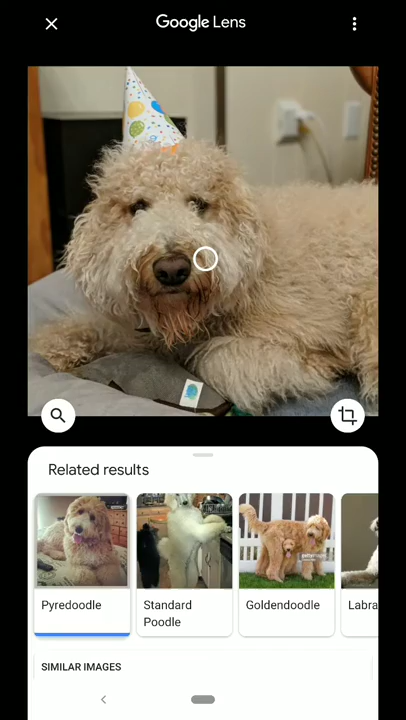 Google Lens
Related results
Pyredoodle
Standard
Poodle
Goldendoodle
Labra
SIMILAR IMAGES